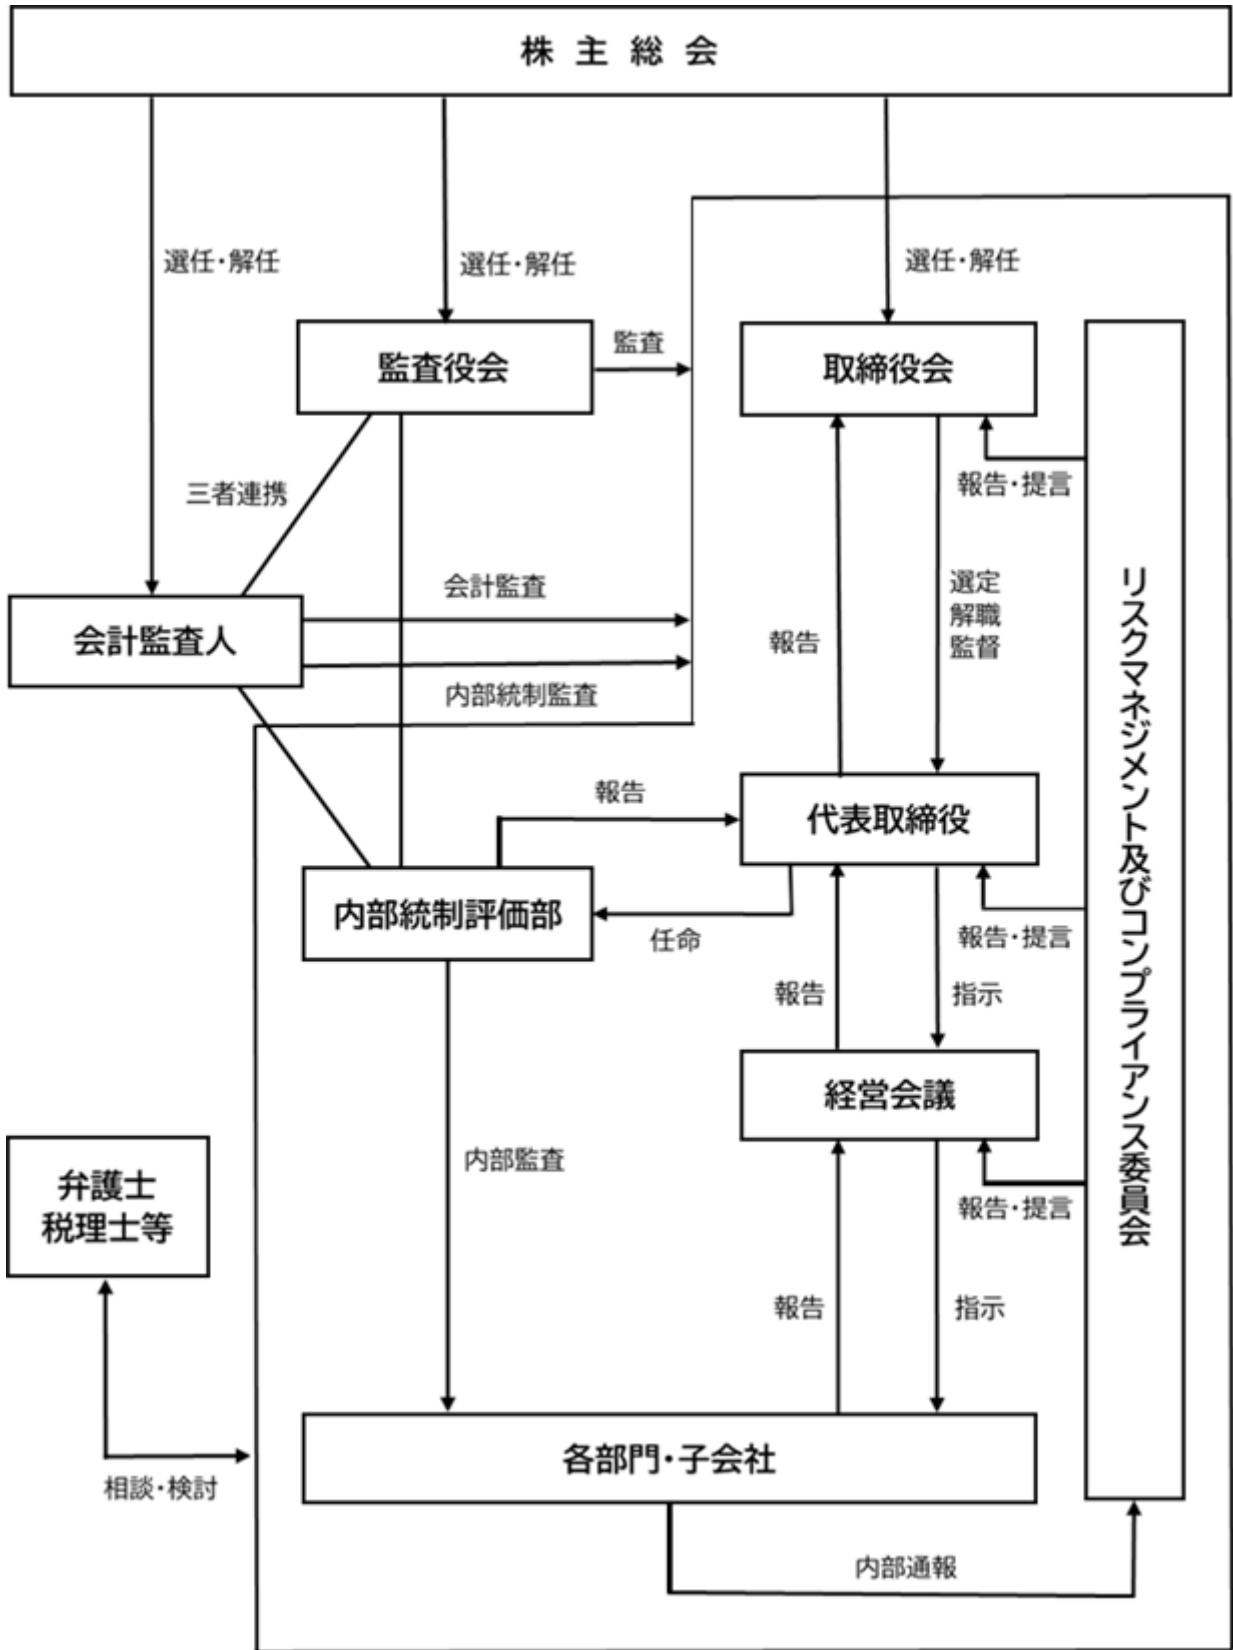 株主総会
選任・解任
選任・解任
選任・解任
監査役会
監査
取締役会
報告・提言
三者連携
会計監査
会計監査人
内部統制監査
報告
選定
解職
監督
リスクマネジメント及びコンプライアンス委員会
報告
代表取締役
内部統制評価部
任命
報告・提言
報告
指示
経営会議
内部監査
弁護士
税理士等
報告・提言
報告
指示
各部門・子会社
相談・検討
内部通報